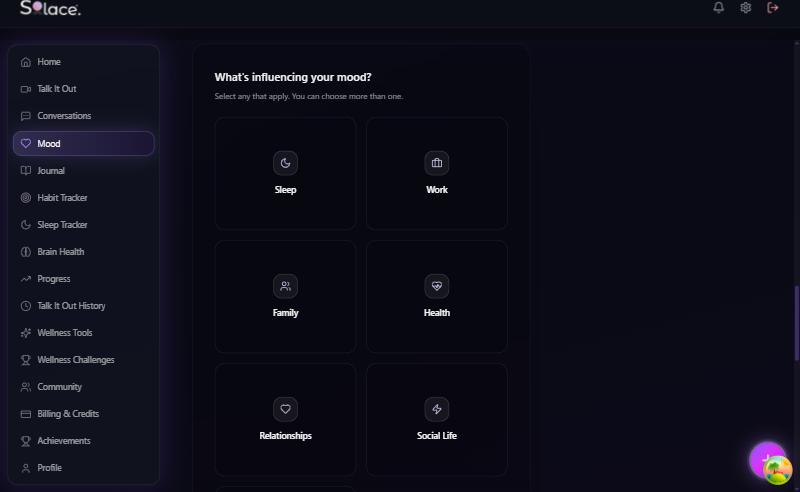 Solace.
Home
Talk It Out
Conversations
Mood
Journal
Habit Tracker
Sleep Tracker
Brain Health
Progress
Talk It Out History
Wellness Tools
Wellness Challenges
Community
Billing & Credits
Achievements
Profile
What's influencing your mood?
Select any that apply. You can choose more than one.
Sleep
Work
Family
Health
Relationships
Social Life